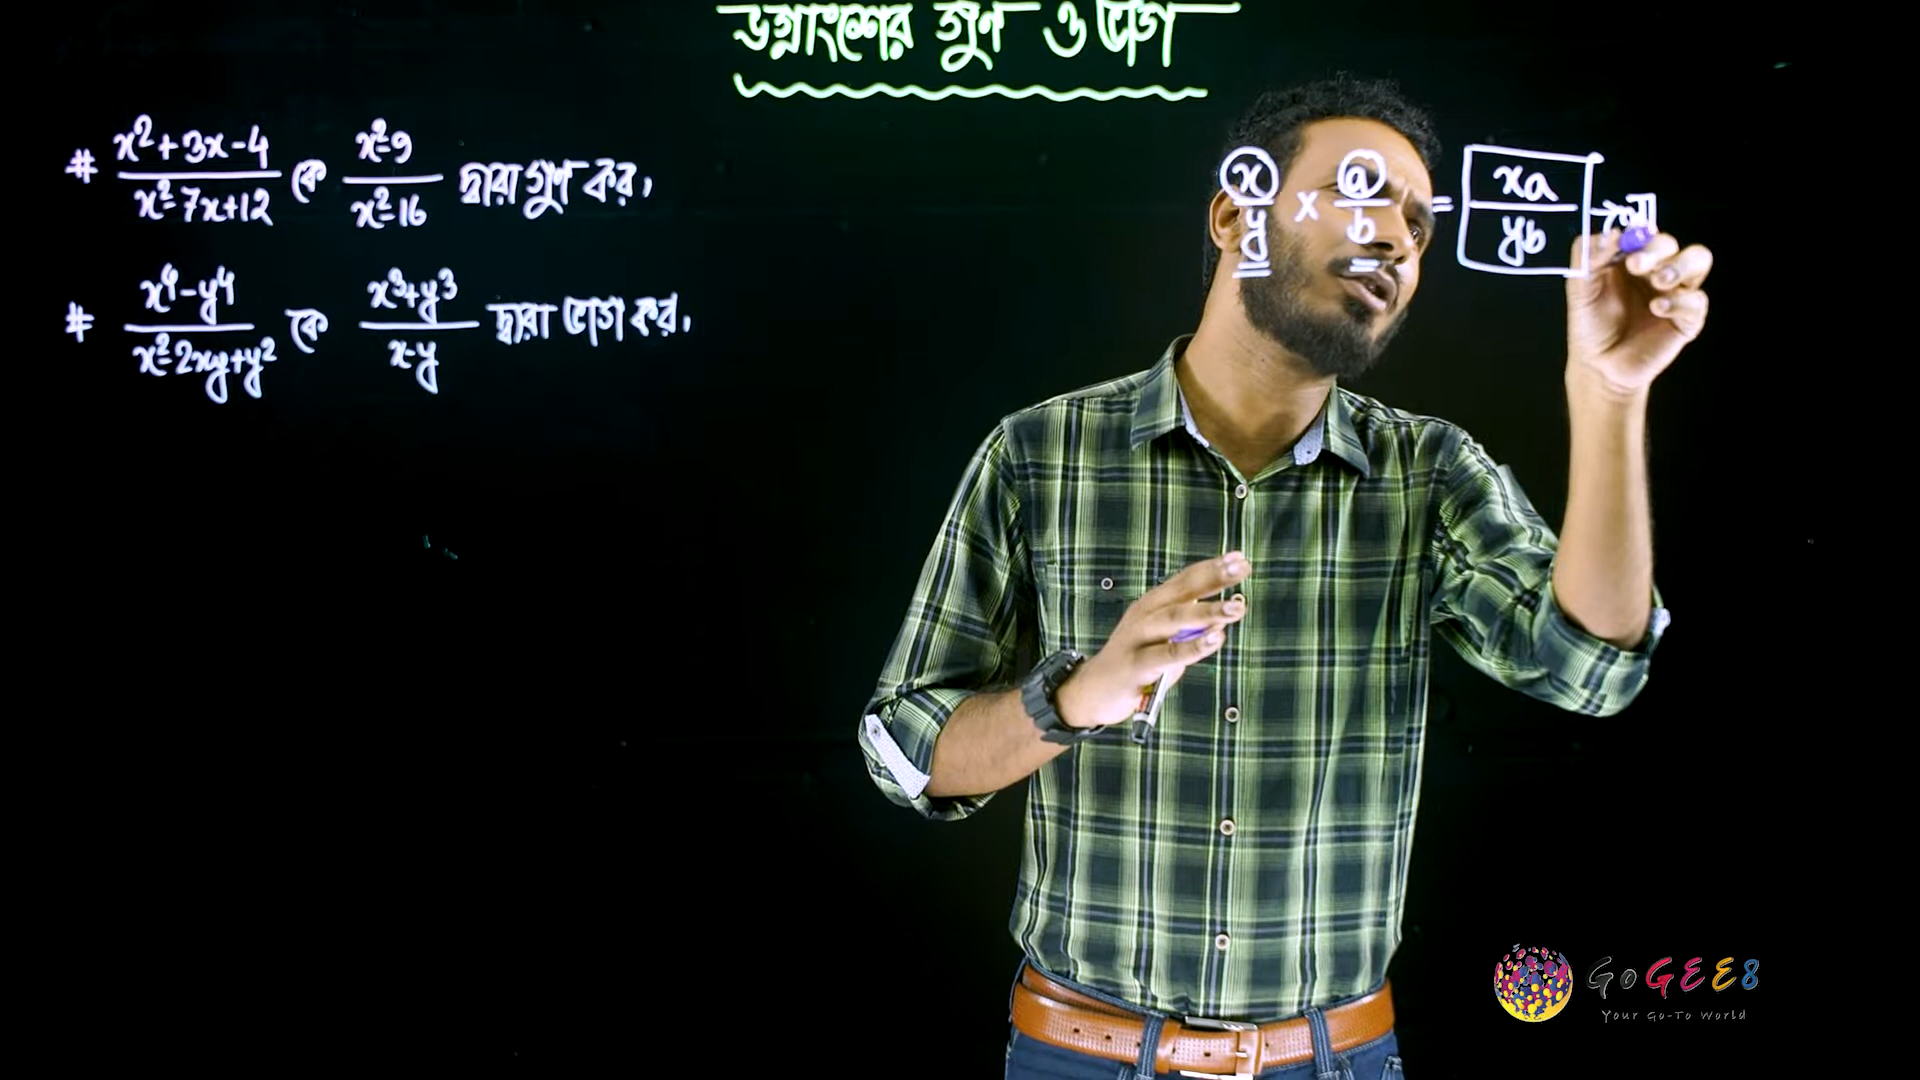 ভগ্নাংশের গুণ ও ভাগ
# x²+3x-4 / x²-7x+12 কে x²-9 / x²-16 দ্বারা গুণ কর,
# x⁴-y⁴ / x²-2xy+y² কে x³+y³ / x-y দ্বারা ভাগ কর,
x/y × a/b = xa/yb →
GoGEE8
Your Go-To World